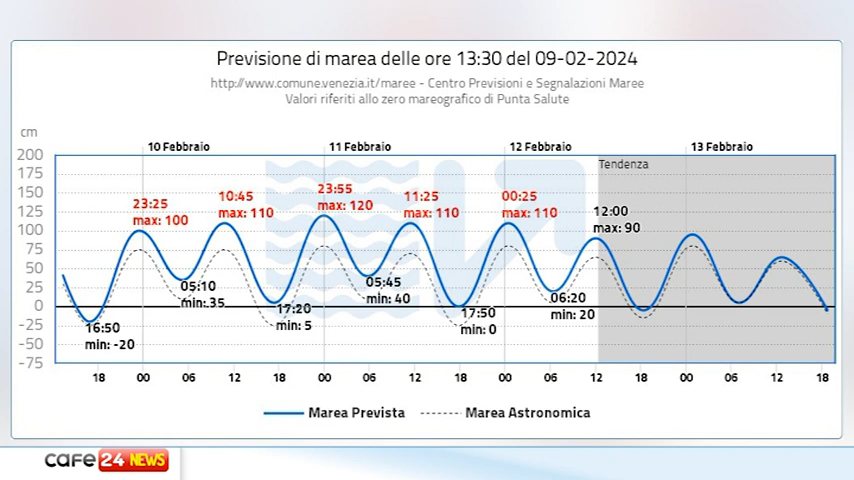 Previsione di marea delle ore 13:30 del 09-02-2024
http://www.comune.venezia.it/maree - Centro Previsioni e Segnalazioni Maree
Valori riferiti allo zero mareografico di Punta Salute
cm
10 Febbraio 11 Febbraio 12 Febbraio 13 Febbraio
200
175
150
125
100
75
50
25
0
-25
-50
-75
Tendenza
23:25
max: 100
10:45
max: 110
23:55
max: 120
11:25
max: 110
00:25
max: 110
12:00
max: 90
16:50
min: -20
05:10
min: 35
17:20
min: 5
05:45
min: 40
17:50
min: 0
06:20
min: 20
18 00 06 12 18 00 06 12 18 00 06 12 18 00 06 12 18
Marea Prevista Marea Astronomica
cafe 24 NEWS